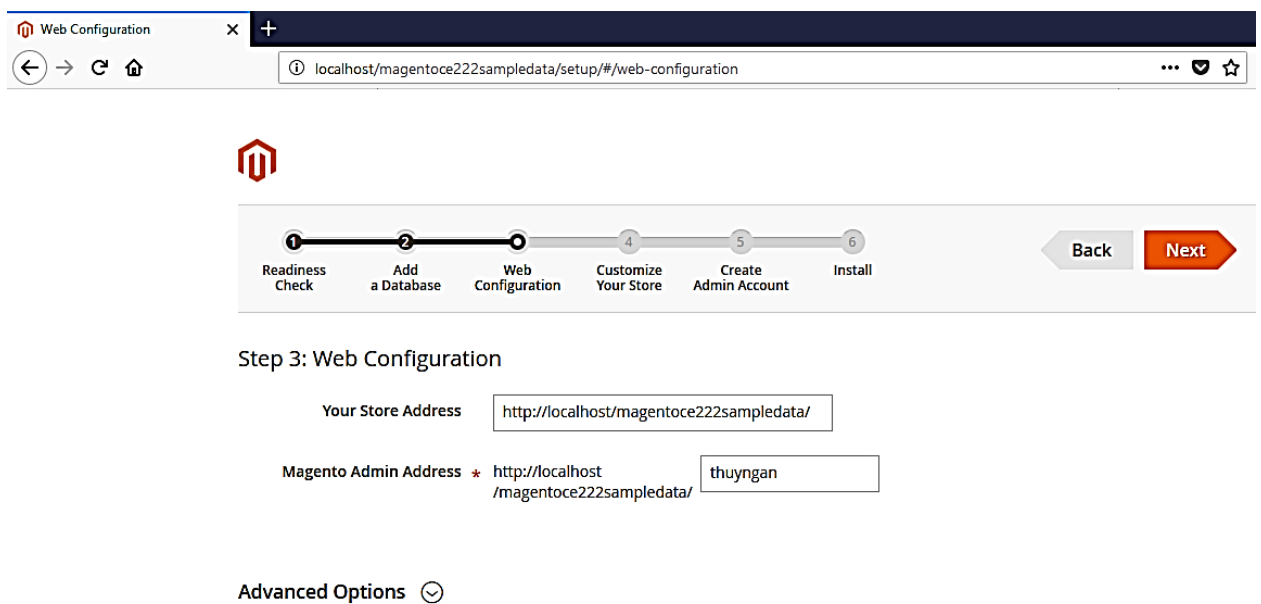 Web Configuration
localhost/magentoce222sampledata/setup/#/web-configuration
1 2 4 5 6
Readiness Check
Add a Database
Web Configuration
Customize Your Store
Create Admin Account
Install
Back
Next
Step 3: Web Configuration
Your Store Address
http://localhost/magentoce222sampledata/
Magento Admin Address *
http://localhost
/magentoce222sampledata/
thuyngan
Advanced Options